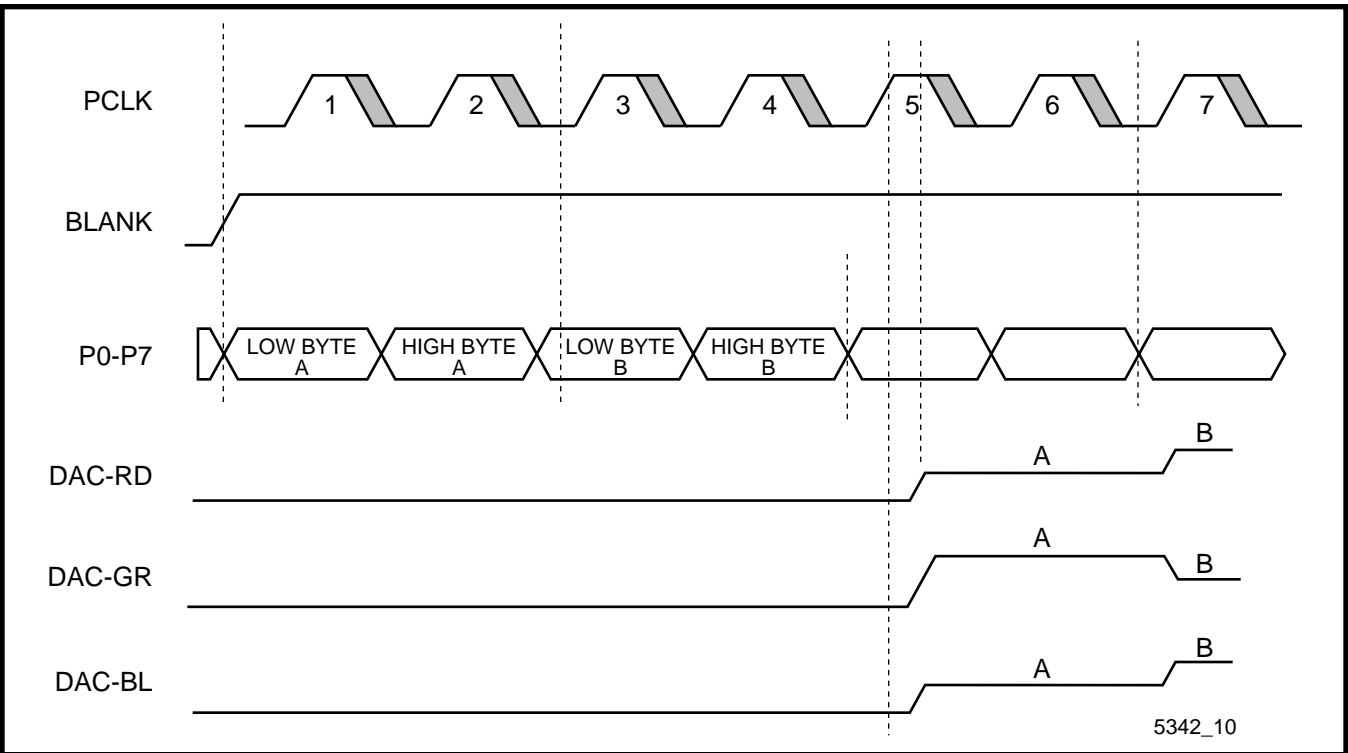 PCLK
1 2 3 4 5 6 7
BLANK
P0-P7
LOW BYTE
A
HIGH BYTE
A
LOW BYTE
B
HIGH BYTE
B
DAC-RD
A
B
DAC-GR
A
B
DAC-BL
A
B
5342_10